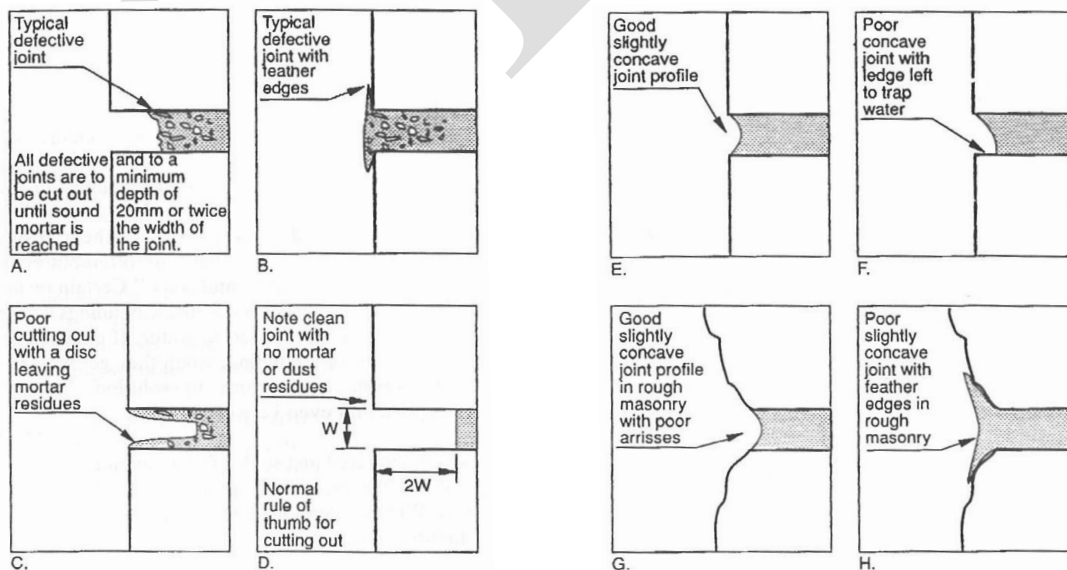 Typical
defective
joint
All defective
joints are to
be cut out
until sound
mortar is
reached
and to a
minimum
depth of
20mm or twice
the width of
the joint.
A.
Typical
defective
joint with
feather
edges
B.
Good
slightly
concave
joint profile
E.
Poor
concave
joint with
ledge left
to trap
water
F.
Poor
cutting out
with a disc
leaving
mortar
residues
C.
Note clean
joint with
no mortar
or dust
residues
W
2W
Normal
rule of
thumb for
cutting out
D.
Good
slightly
concave
joint profile
in rough
masonry
with poor
arrisses
G.
Poor
slightly
concave
joint with
feather
edges in
rough
masonry
H.